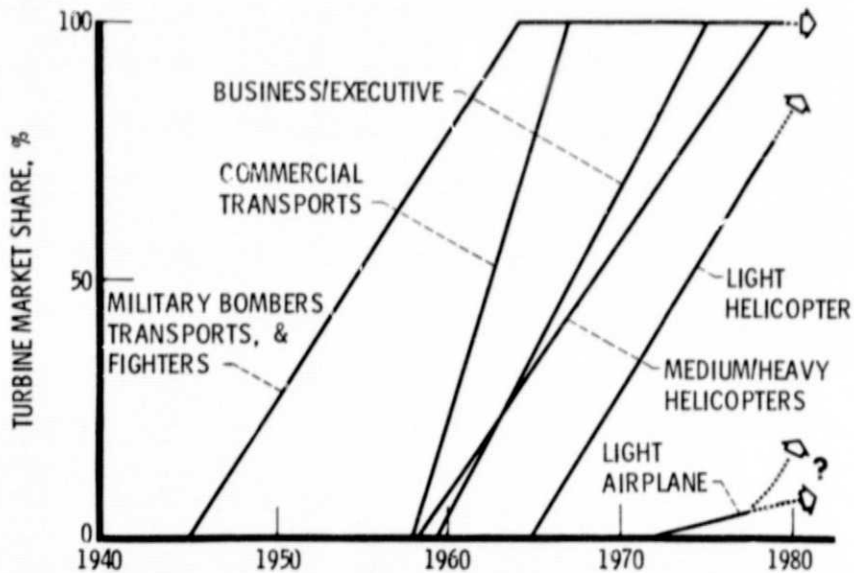 TURBINE MARKET SHARE, %
100
50
0
BUSINESS/EXECUTIVE
COMMERCIAL
TRANSPORTS
MILITARY BOMBERS
TRANSPORTS, &
FIGHTERS
LIGHT
HELICOPTER
MEDIUM/HEAVY
HELICOPTERS
LIGHT
AIRPLANE
?
1940
1950
1960
1970
1980